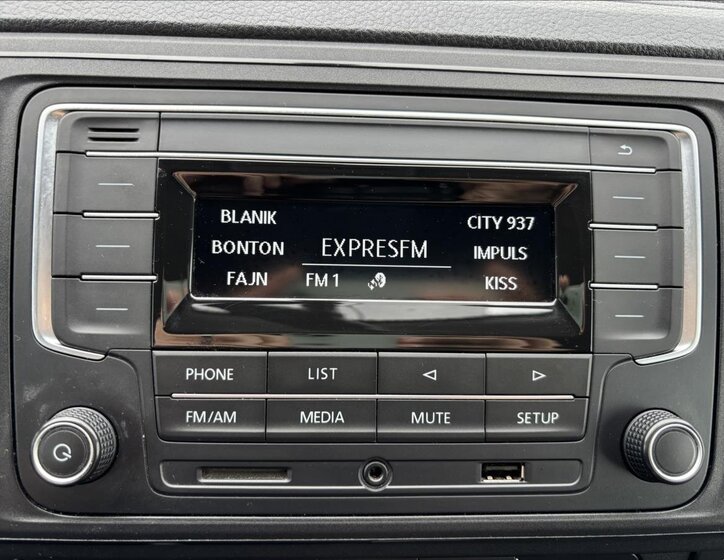 BLANIK CITY 937
BONTON EXPRESFM IMPULS
FAJN FM 1 KISS
PHONE LIST
FM/AM MEDIA MUTE SETUP